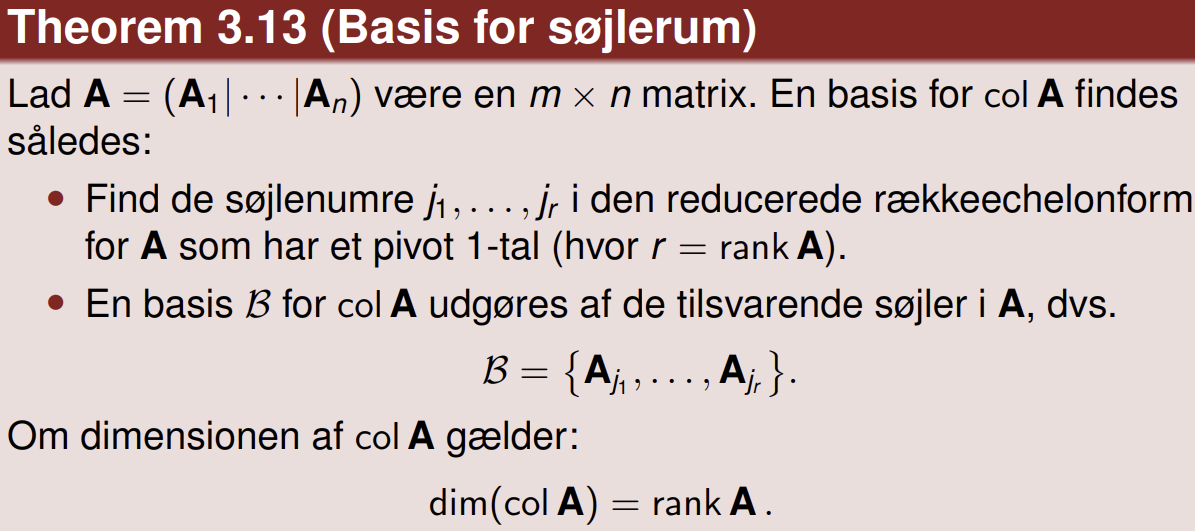 Theorem 3.13 (Basis for søjlerum)
Lad A = (A₁| ⋯ |Aₙ) være en m × n matrix. En basis for col A findes
således:
• Find de søjlenumre j₁, . . . , jᵣ i den reducerede rækkeechelonform
for A som har et pivot 1-tal (hvor r = rank A).
• En basis ℬ for col A udgøres af de tilsvarende søjler i A, dvs.
ℬ = {A_{j₁}, . . . , A_{jᵣ}}.
Om dimensionen af col A gælder:
dim(col A) = rank A .